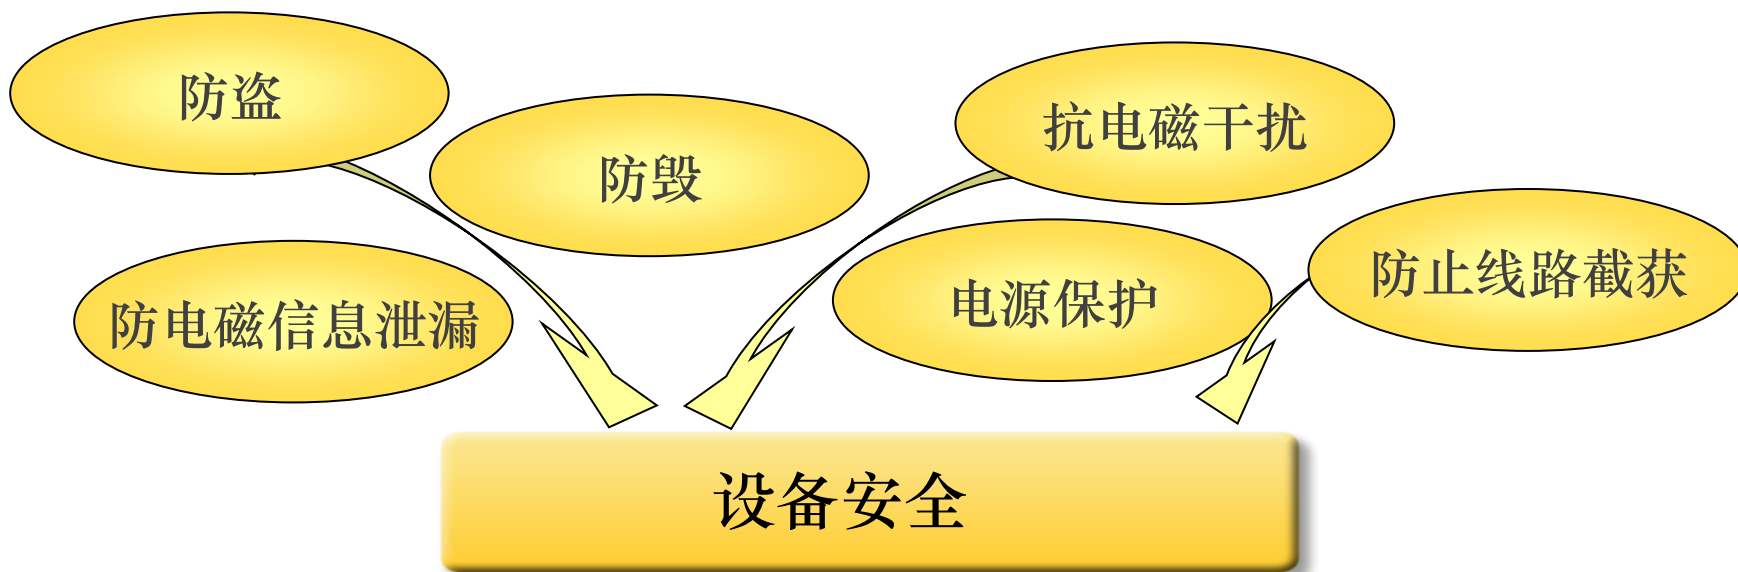 防盗
防毁
抗电磁干扰
防电磁信息泄漏
电源保护
防止线路截获
设备安全